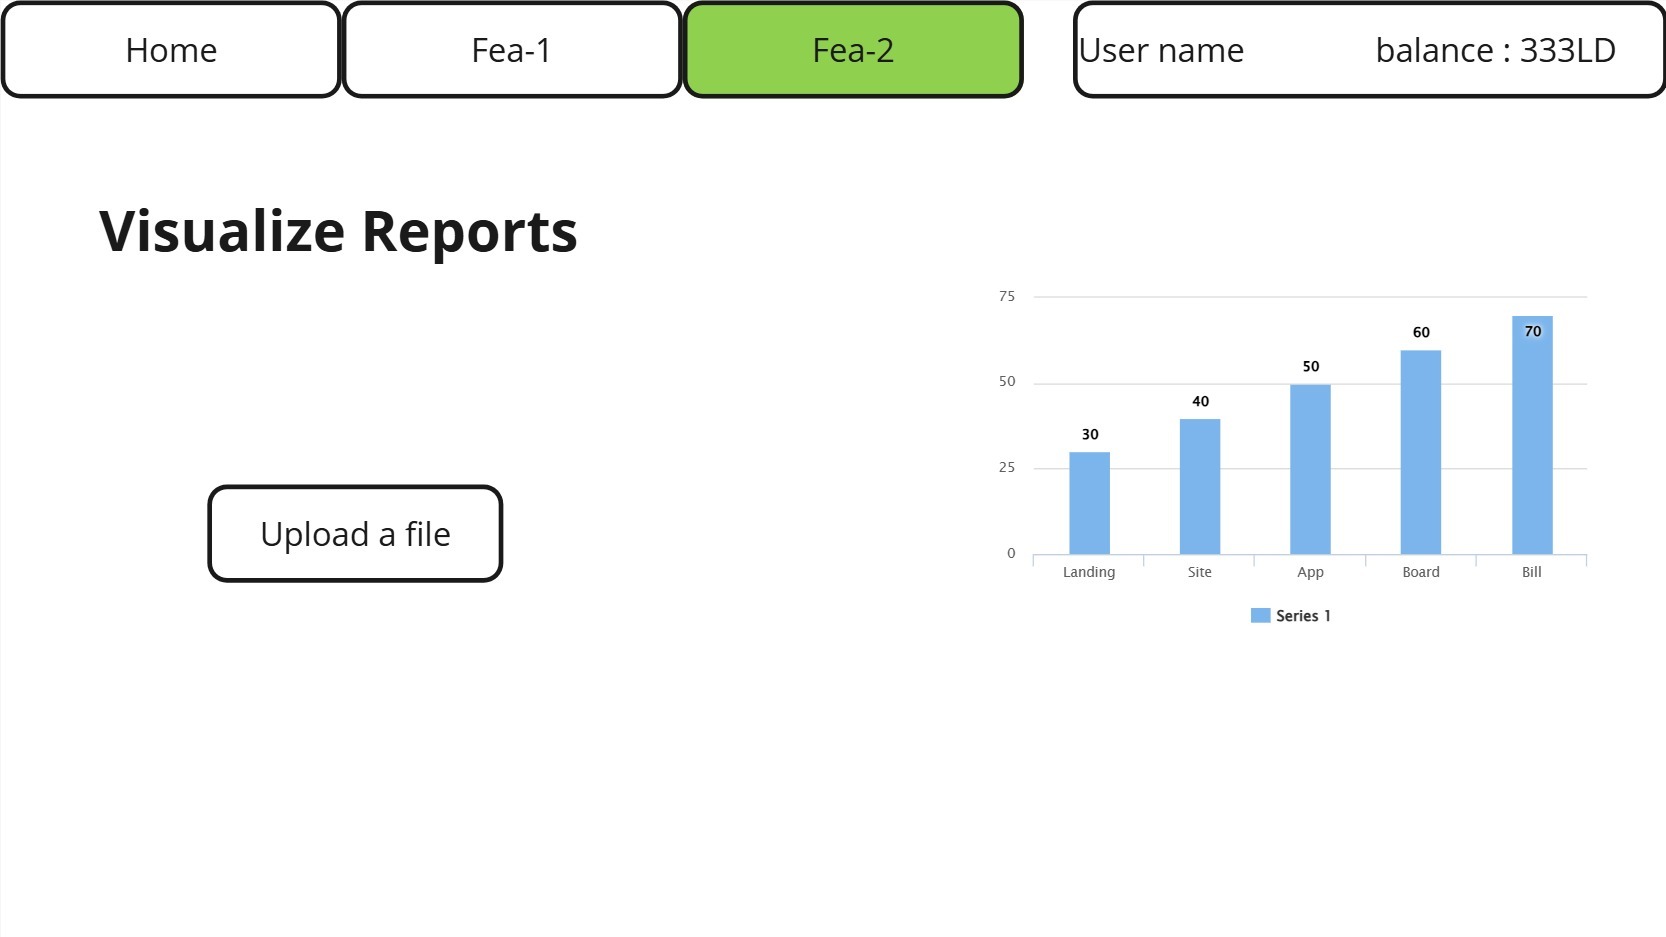 Home Fea-1 Fea-2 User name balance : 333LD
Visualize Reports
Upload a file
75
50
25
0
30
40
50
60
70
Landing Site App Board Bill
Series 1